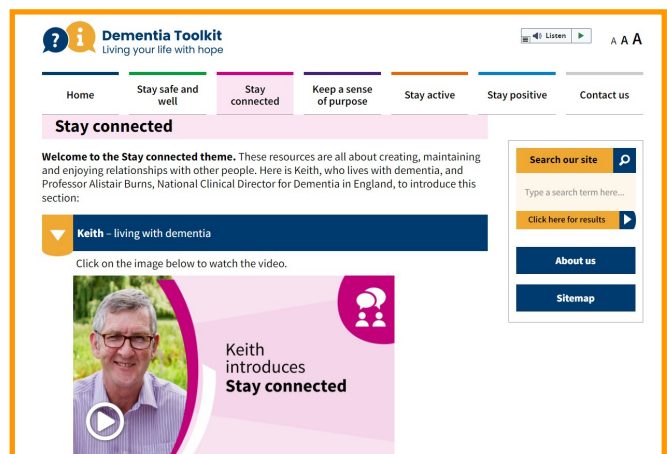 ? i
Dementia Toolkit
Living your life with hope
Listen
A A A
Home
Stay safe and
well
Stay
connected
Keep a sense
of purpose
Stay active
Stay positive
Contact us
Stay connected
Welcome to the Stay connected theme. These resources are all about creating, maintaining
and enjoying relationships with other people. Here is Keith, who lives with dementia, and
Professor Alistair Burns, National Clinical Director for Dementia in England, to introduce this
section:
Keith – living with dementia
Click on the image below to watch the video.
Keith
introduces
Stay connected
Search our site
Type a search term here...
Click here for results
About us
Sitemap